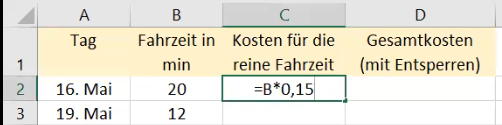 A B C D
Tag Fahrzeit in Kosten für die Gesamtkosten
1 min reine Fahrzeit (mit Entsperren)
2 16. Mai 20 =B*0,15
3 19. Mai 12